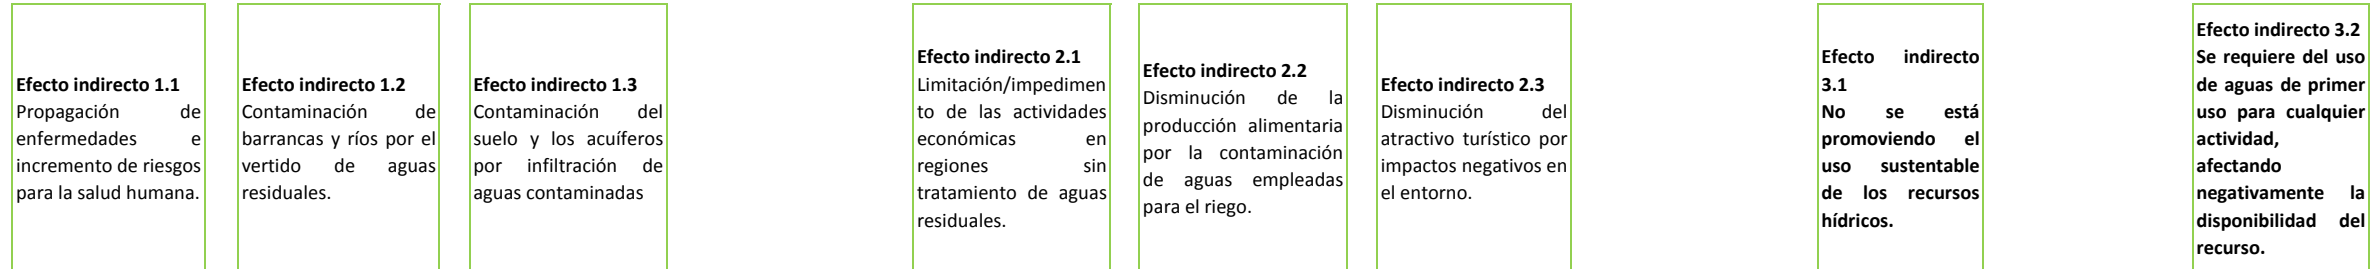 Efecto indirecto 1.1
Propagación de
enfermedades e
incremento de riesgos
para la salud humana.
Efecto indirecto 1.2
Contaminación de
barrancas y ríos por el
vertido de aguas
residuales.
Efecto indirecto 1.3
Contaminación del
suelo y los acuíferos
por infiltración de
aguas contaminadas
Efecto indirecto 2.1
Limitación/impedimen
to de las actividades
económicas en
regiones sin
tratamiento de aguas
residuales.
Efecto indirecto 2.2
Disminución de la
producción alimentaria
por la contaminación
de aguas empleadas
para el riego.
Efecto indirecto 2.3
Disminución del
atractivo turístico por
impactos negativos en
el entorno.
Efecto indirecto
3.1
No se está
promoviendo el
uso sustentable
de los recursos
hídricos.
Efecto indirecto 3.2
Se requiere del uso
de aguas de primer
uso para cualquier
actividad,
afectando
negativamente la
disponibilidad del
recurso.